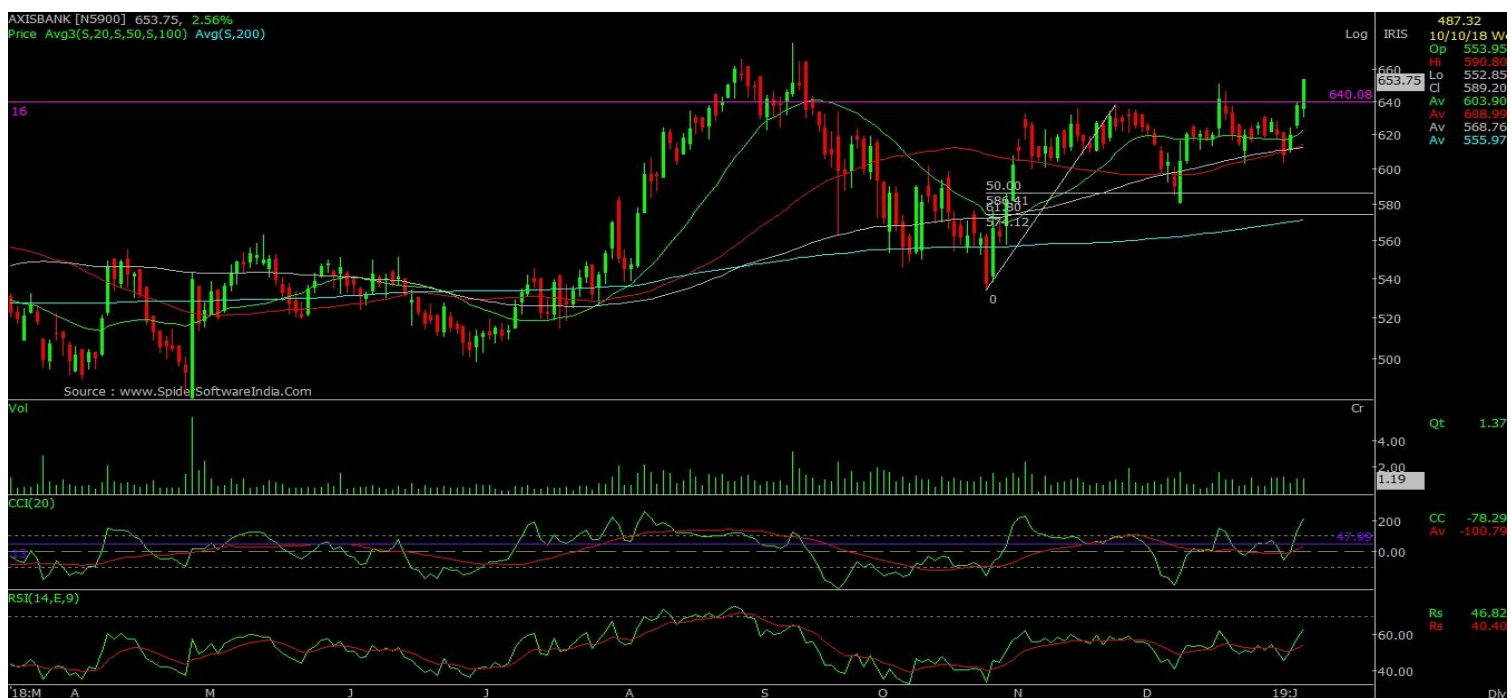 AXISBANK [N5900] 653.75, 2.56%
Price Avg3(S,20,S,50,S,100) Avg(S,200)
Log
IRIS
487.32
10/10/18 We
Op 553.95
Hi 590.80
Lo 552.85
Cl 589.20
Av 603.90
Av 608.99
Av 568.76
Av 555.97
660
653.75
640.08
640
16
620
600
50.00
586.41
61.80
574.12
580
560
540
0
520
500
Source : www.SpiderSoftwareIndia.Com
Vol
Cr
Qt 1.37
4.00
2.00
1.19
CCI(20)
200
CC -78.29
47.99
Av -100.79
13
0.00
RSI(14,E,9)
Rs 46.82
Rs 40.40
60.00
40.00
'18:M A M J J A S O N D 19:J Dly